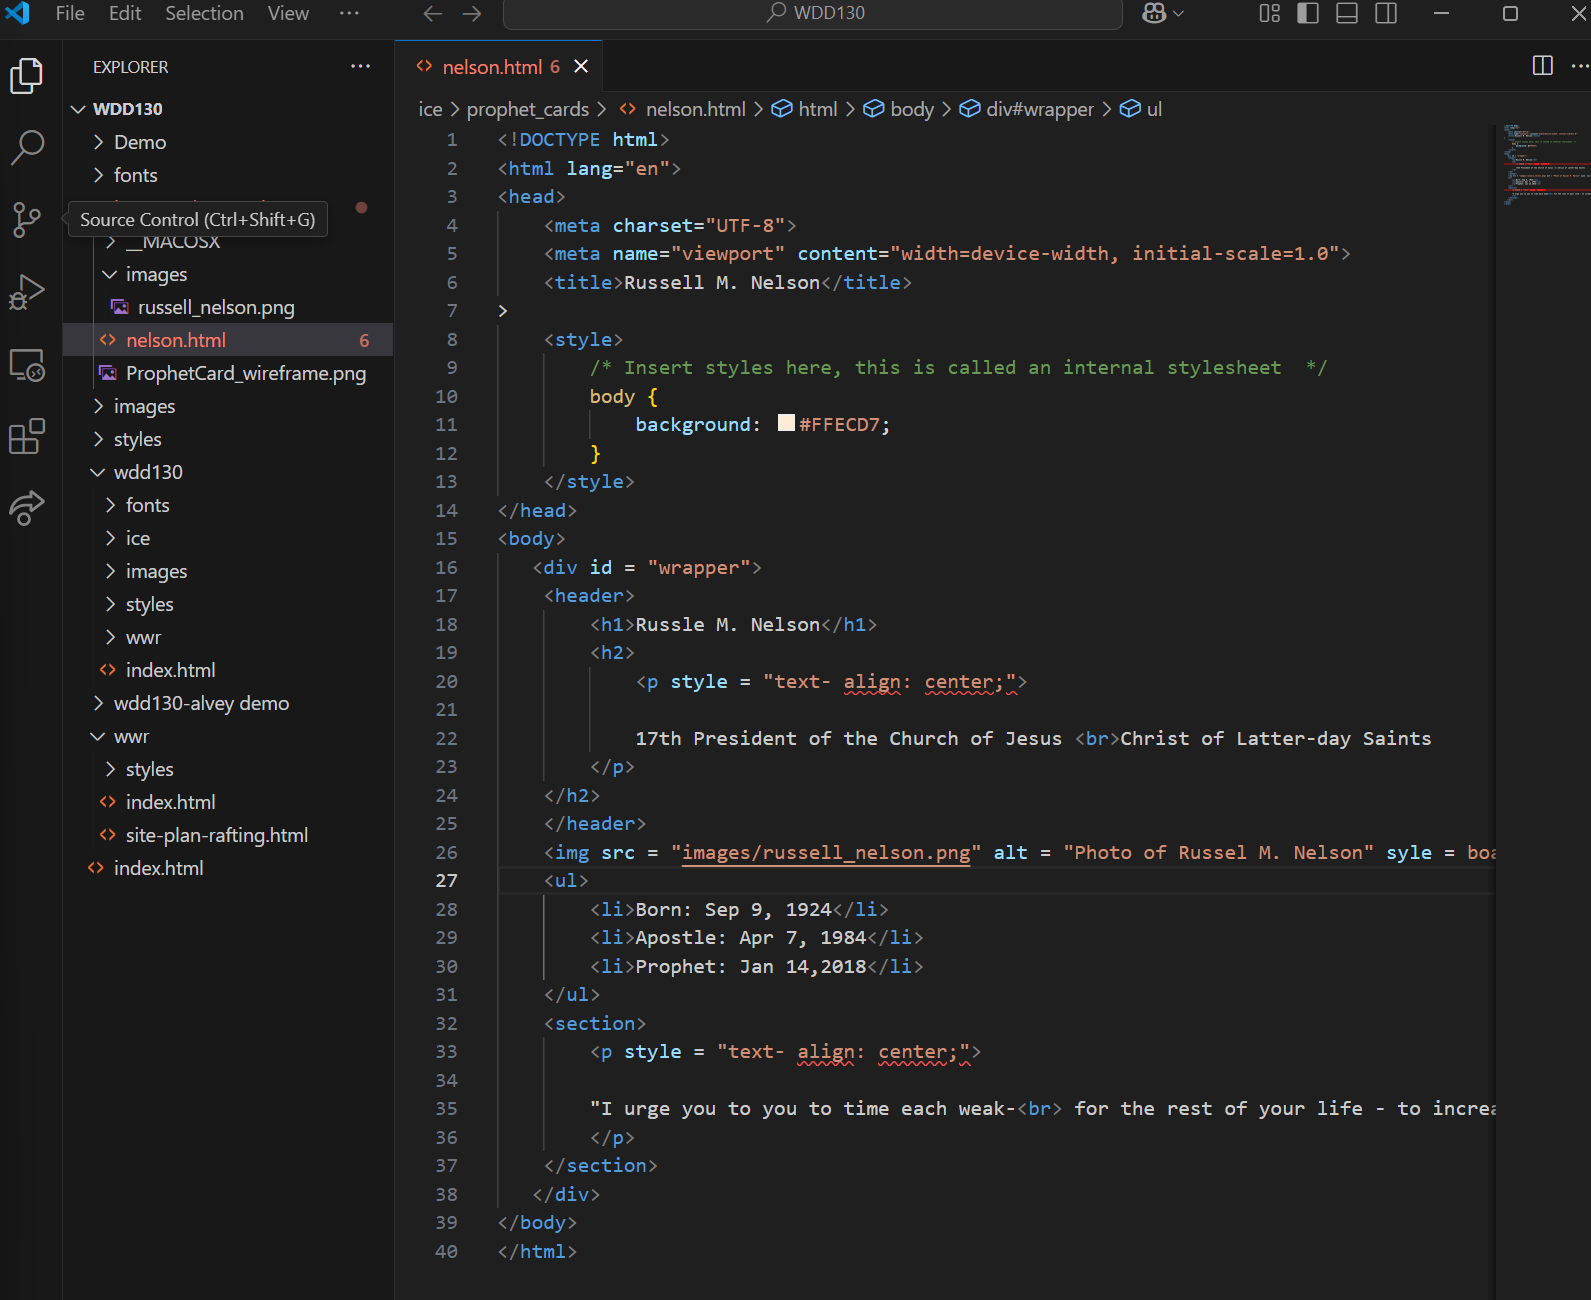 File Edit Selection View ··· WDD130
EXPLORER ···
WDD130
Demo
fonts
Source Control (Ctrl+Shift+G)
__MACOSX
images
russell_nelson.png
nelson.html 6
ProphetCard_wireframe.png
images
styles
wdd130
fonts
ice
images
styles
wwr
index.html
wdd130-alvey demo
wwr
styles
index.html
site-plan-rafting.html
index.html
nelson.html 6
ice > prophet_cards > nelson.html > html > body > div#wrapper > ul
1 <!DOCTYPE html>
2 <html lang="en">
3 <head>
4 <meta charset="UTF-8">
5 <meta name="viewport" content="width=device-width, initial-scale=1.0">
6 <title>Russell M. Nelson</title>
7 >
8 <style>
9 /* Insert styles here, this is called an internal stylesheet  */
10 body {
11 background: #FFECD7;
12 }
13 </style>
14 </head>
15 <body>
16 <div id = "wrapper">
17 <header>
18 <h1>Russle M. Nelson</h1>
19 <h2>
20 <p style = "text- align: center;">
21
22 17th President of the Church of Jesus <br>Christ of Latter-day Saints
23 </p>
24 </h2>
25 </header>
26 <img src = "images/russell_nelson.png" alt = "Photo of Russel M. Nelson" syle = boa
27 <ul>
28 <li>Born: Sep 9, 1924</li>
29 <li>Apostle: Apr 7, 1984</li>
30 <li>Prophet: Jan 14,2018</li>
31 </ul>
32 <section>
33 <p style = "text- align: center;">
34
35 "I urge you to you to time each weak-<br> for the rest of your life - to increa
36 </p>
37 </section>
38 </div>
39 </body>
40 </html>